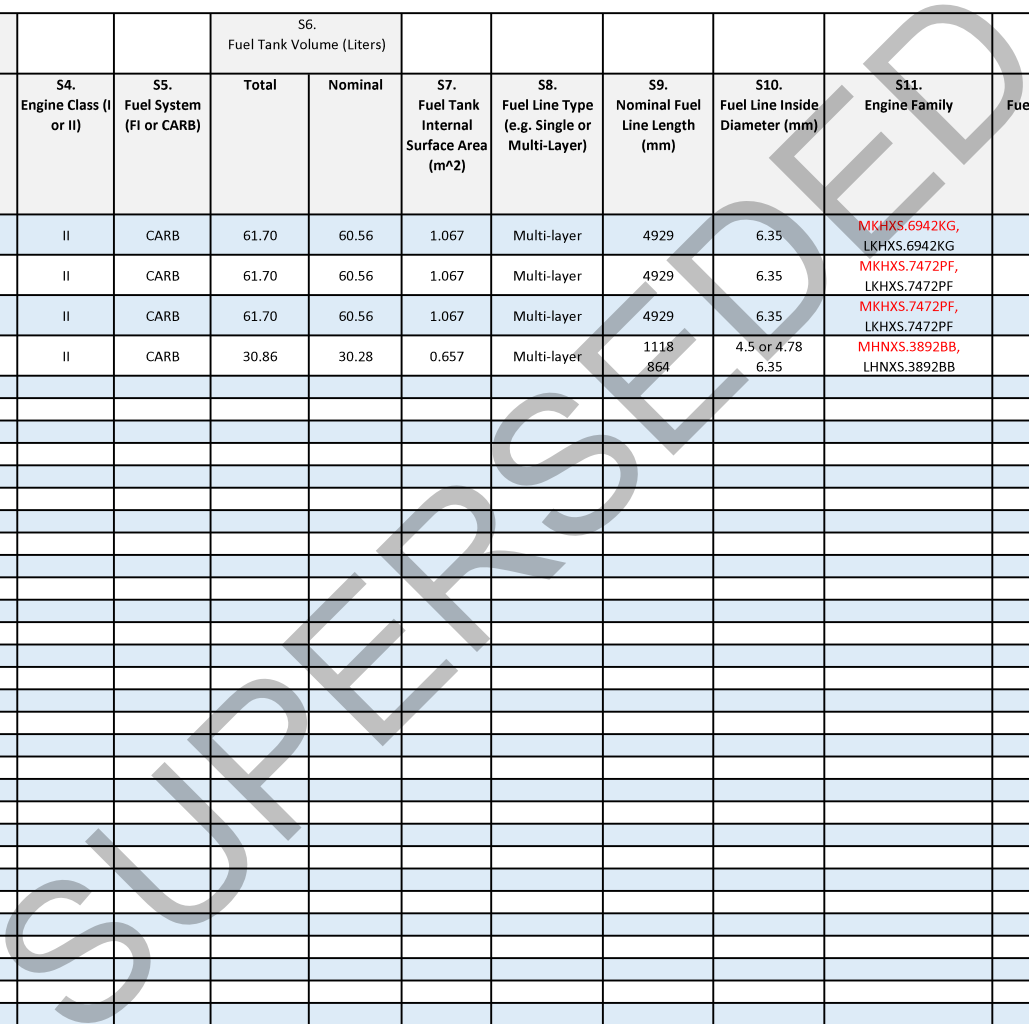 S6.
Fuel Tank Volume (Liters)
S4.
Engine Class (I
or II)
S5.
Fuel System
(FI or CARB)
Total
Nominal
S7.
Fuel Tank
Internal
Surface Area
(m^2)
S8.
Fuel Line Type
(e.g. Single or
Multi-Layer)
S9.
Nominal Fuel
Line Length
(mm)
S10.
Fuel Line Inside
Diameter (mm)
S11.
Engine Family
Fue
II CARB 61.70 60.56 1.067 Multi-layer 4929 6.35 MKHXS.6942KG,
LKHXS.6942KG
II CARB 61.70 60.56 1.067 Multi-layer 4929 6.35 MKHXS.7472PF,
LKHXS.7472PF
II CARB 61.70 60.56 1.067 Multi-layer 4929 6.35 MKHXS.7472PF,
LKHXS.7472PF
II CARB 30.86 30.28 0.657 Multi-layer 1118 4.5 or 4.78 MHNXS.3892BB,
864 6.35 LHNXS.3892BB
SUPERSEDED